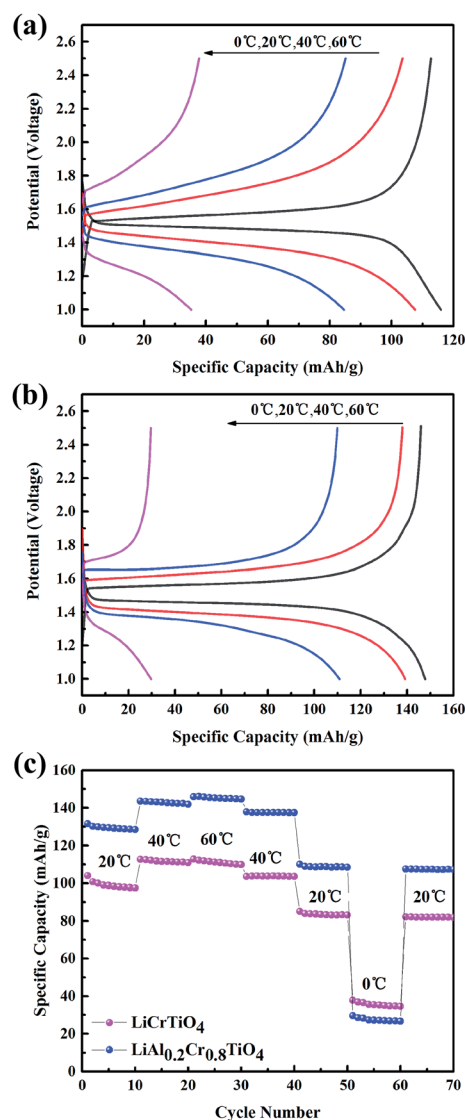 (a)
0℃,20℃,40℃,60℃
2.6
2.4
2.2
2.0
1.8
1.6
1.4
1.2
1.0
Potential (Voltage)
0 20 40 60 80 100 120
Specific Capacity (mAh/g)
(b)
0℃,20℃,40℃,60℃
2.6
2.4
2.2
2.0
1.8
1.6
1.4
1.2
1.0
Potential (Voltage)
0 20 40 60 80 100 120 140 160
Specific Capacity (mAh/g)
(c)
160
140
120
100
80
60
40
20
0
Specific Capacity (mAh/g)
20℃
40℃
60℃
40℃
20℃
0℃
20℃
LiCrTiO4
LiAl0.2Cr0.8TiO4
0 10 20 30 40 50 60 70
Cycle Number